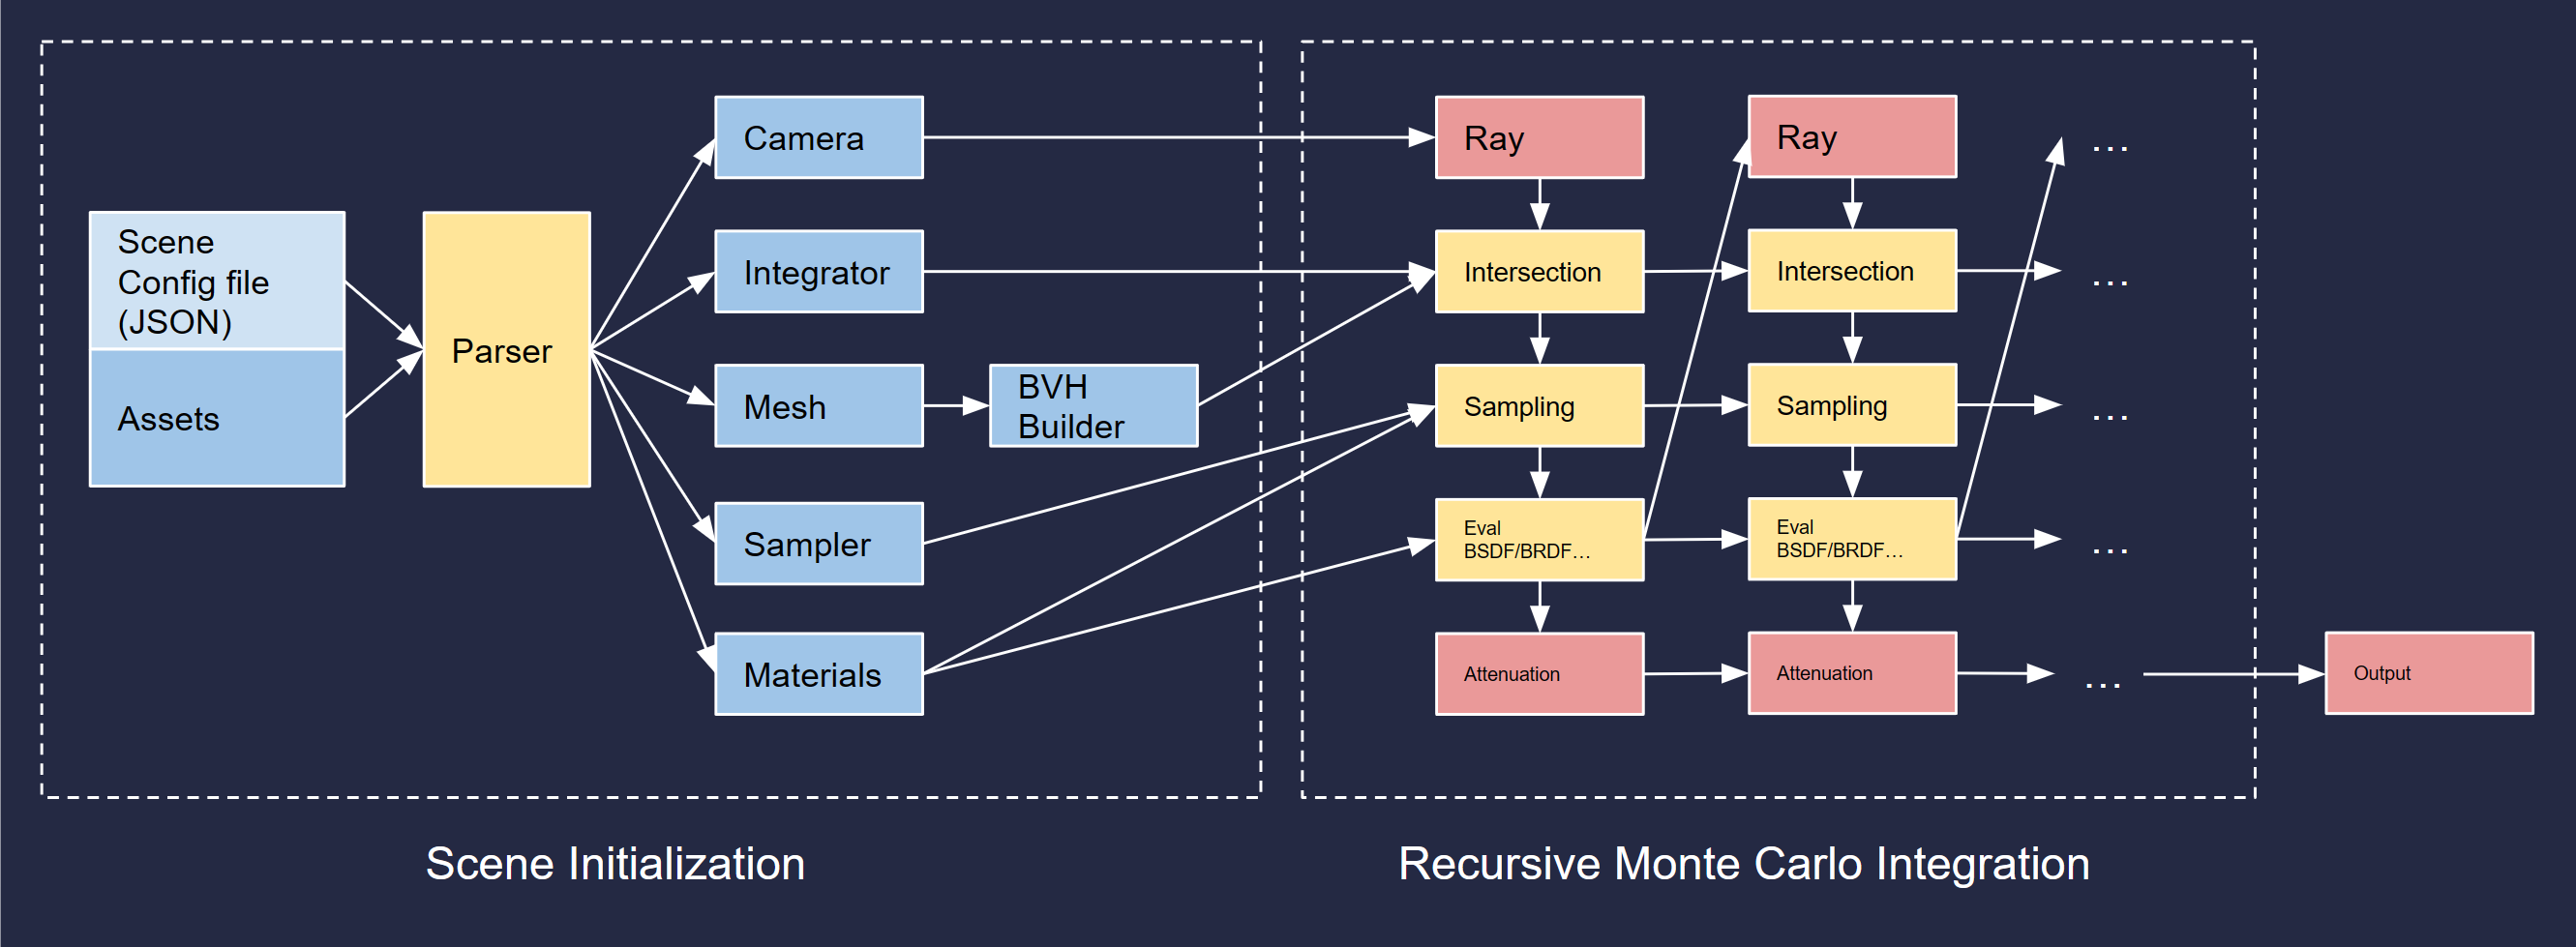 Scene
Config file
(JSON)
Assets
Parser
Camera
Integrator
Mesh
BVH
Builder
Sampler
Materials
Scene Initialization
Ray
Intersection
Sampling
Eval
BSDF/BRDF...
Attenuation
Ray
Intersection
Sampling
Eval
BSDF/BRDF...
Attenuation
...
...
...
...
...
Output
Recursive Monte Carlo Integration